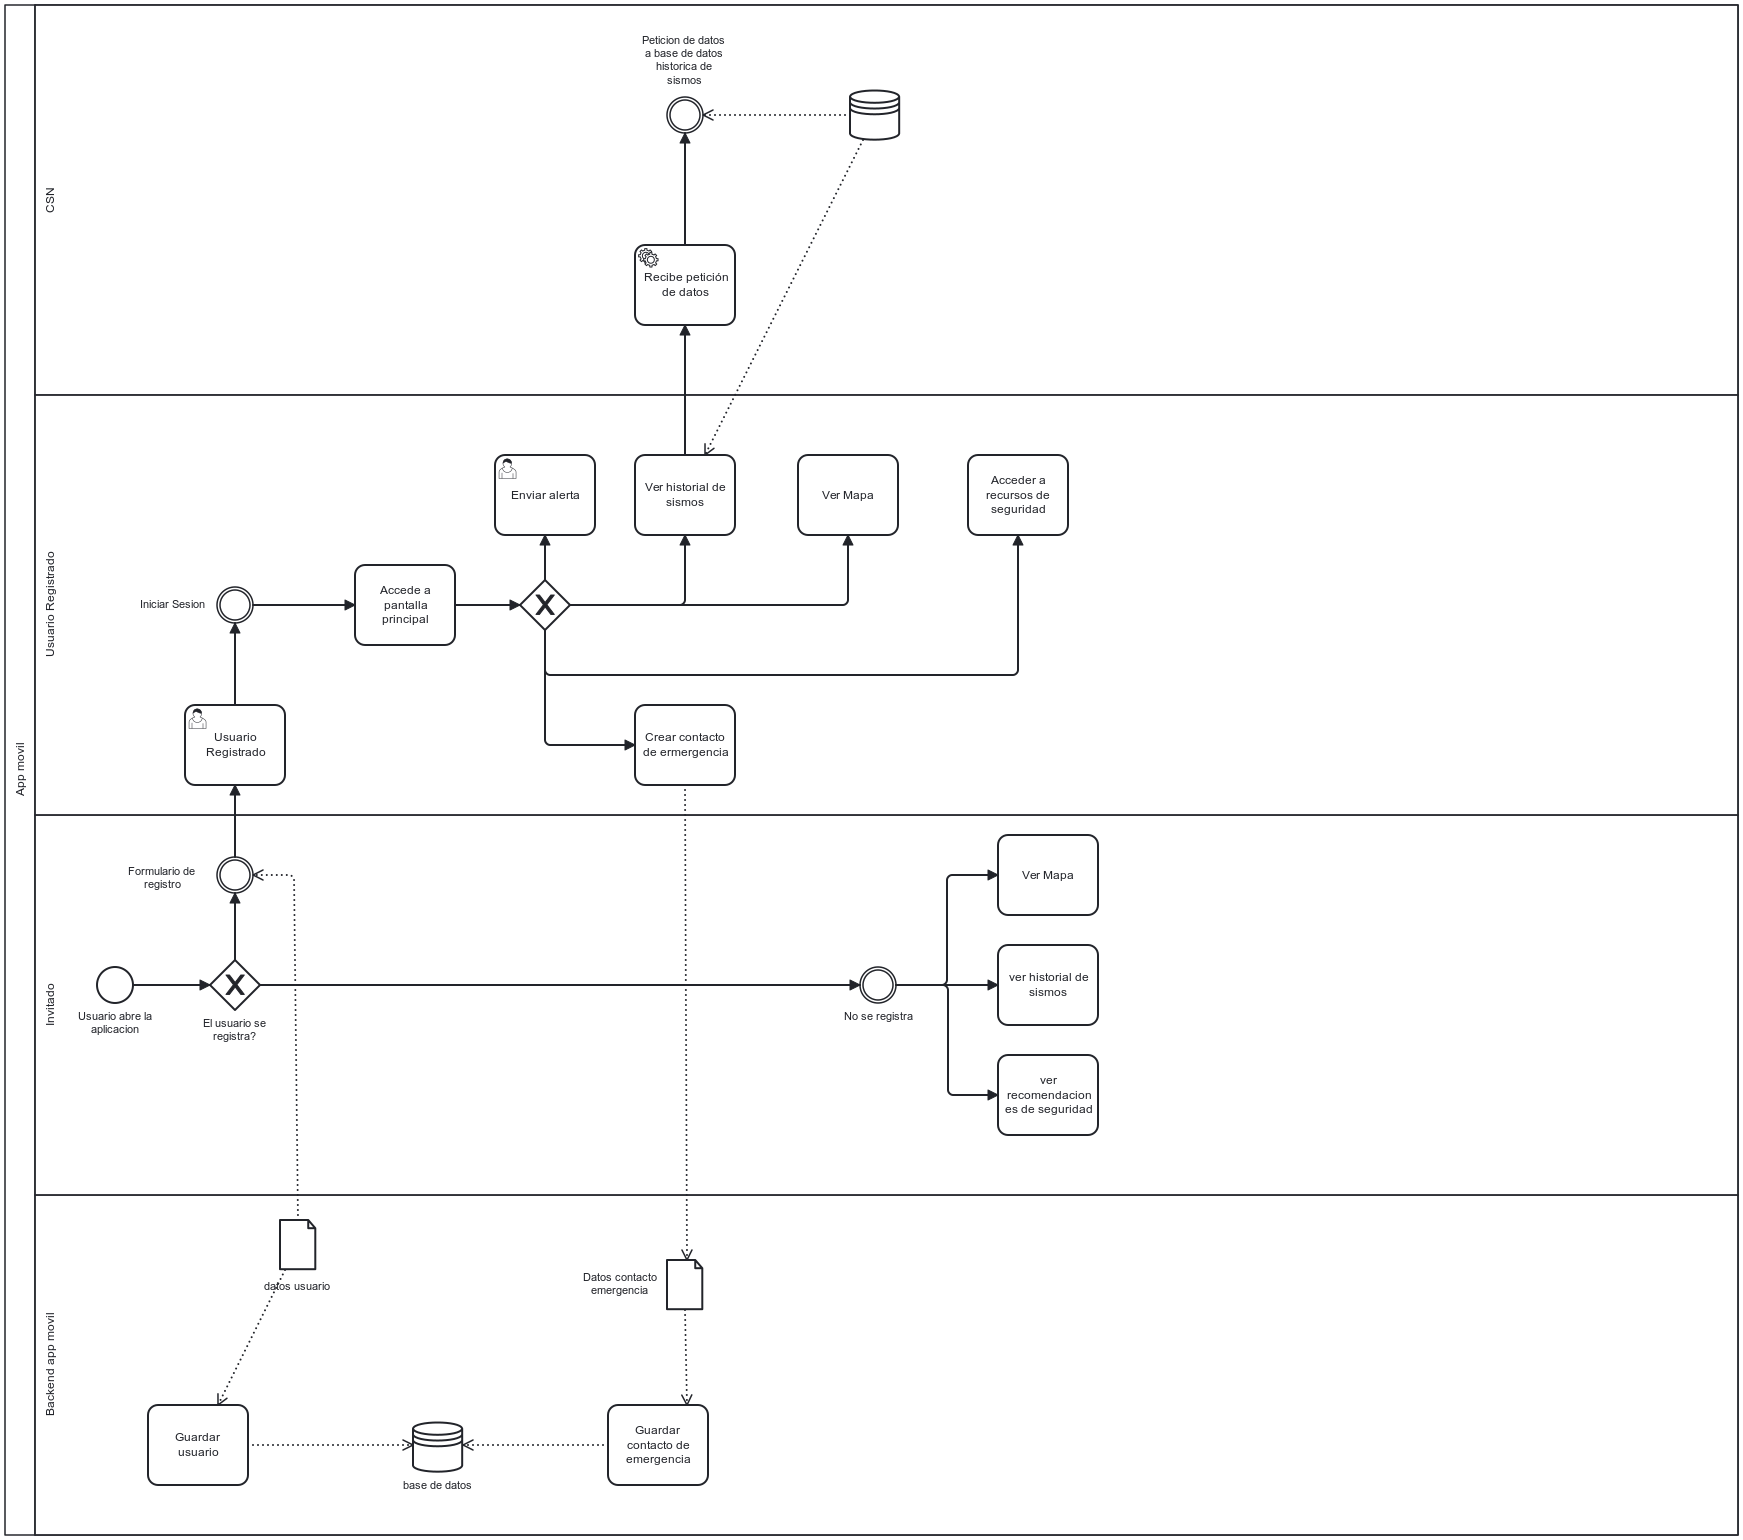 App movil
CSN
Peticion de datos
a base de datos
historica de
sismos
Recibe petición
de datos
Usuario Registrado
Enviar alerta
Ver historial de
sismos
Ver Mapa
Acceder a
recursos de
seguridad
Iniciar Sesion
Accede a
pantalla
principal
Usuario
Registrado
Crear contacto
de ermergencia
Invitado
Formulario de
registro
Ver Mapa
Usuario abre la
aplicacion
El usuario se
registra?
No se registra
ver historial de
sismos
ver
recomendacion
es de seguridad
Backend app movil
datos usuario
Datos contacto
emergencia
Guardar
usuario
base de datos
Guardar
contacto de
emergencia